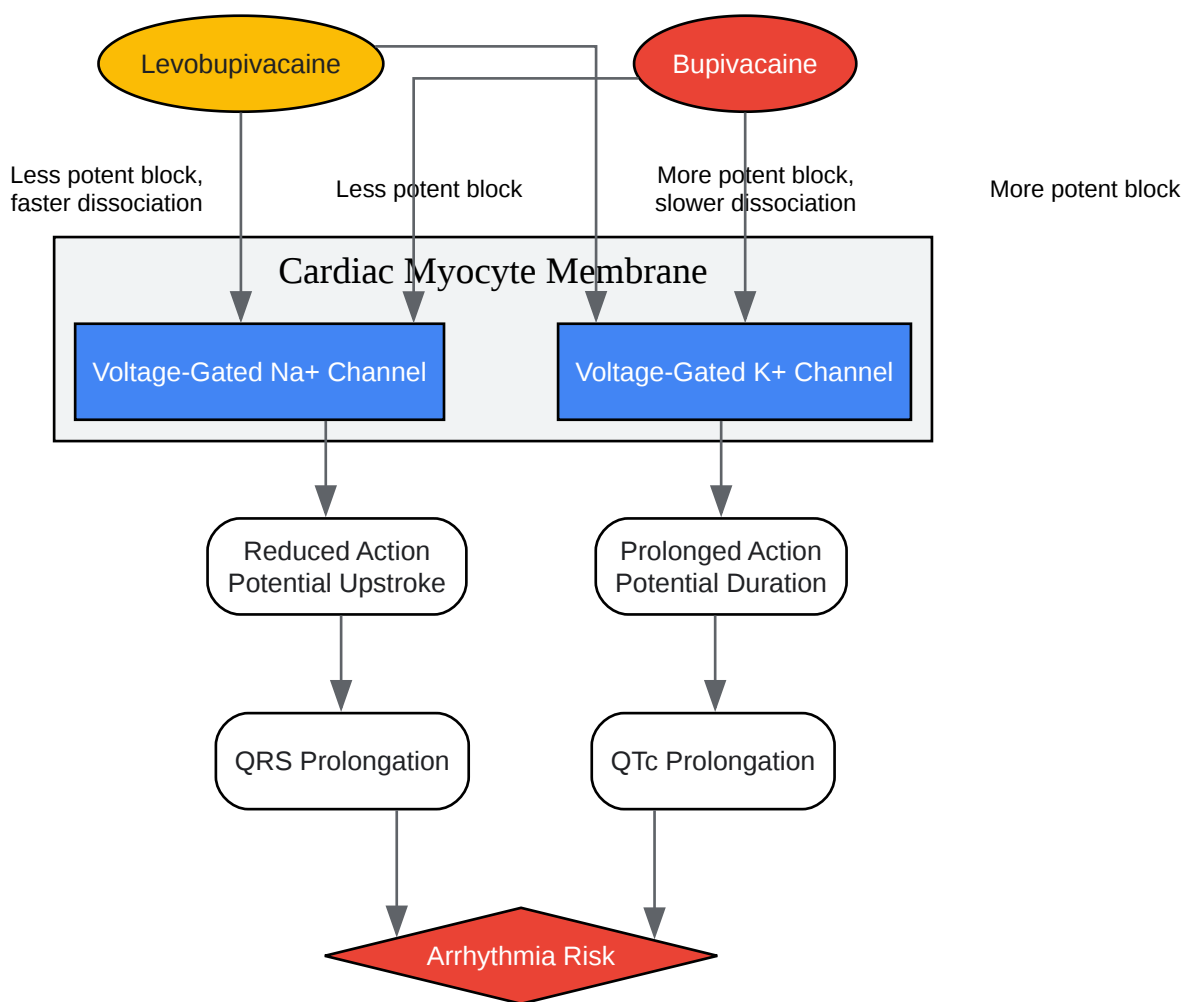 Levobupivacaine
Bupivacaine
Less potent block,
faster dissociation
Less potent block
More potent block,
slower dissociation
More potent block
Cardiac Myocyte Membrane
Voltage-Gated Na+ Channel
Voltage-Gated K+ Channel
Reduced Action
Potential Upstroke
Prolonged Action
Potential Duration
QRS Prolongation
QTc Prolongation
Arrhythmia Risk